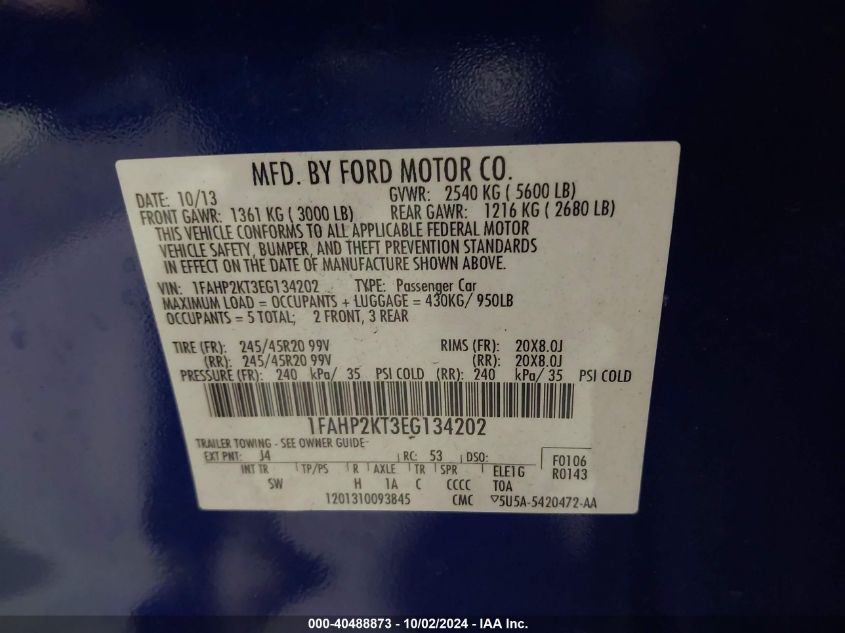 MFD. BY FORD MOTOR CO.
DATE: 10/13 GVWR: 2540 KG ( 5600 LB)
FRONT GAWR: 1361 KG ( 3000 LB) REAR GAWR: 1216 KG ( 2680 LB)
THIS VEHICLE CONFORMS TO ALL APPLICABLE FEDERAL MOTOR
VEHICLE SAFETY, BUMPER, AND THEFT PREVENTION STANDARDS
IN EFFECT ON THE DATE OF MANUFACTURE SHOWN ABOVE.
VIN: 1FAHP2KT3EG134202 TYPE: Passenger Car
MAXIMUM LOAD = OCCUPANTS + LUGGAGE = 430KG/ 950LB
OCCUPANTS = 5 TOTAL; 2 FRONT, 3 REAR
TIRE (FR): 245/45R20 99V RIMS (FR): 20X8.0J
(RR): 245/45R20 99V (RR): 20X8.0J
PRESSURE (FR): 240 kPa/ 35 PSI COLD (RR): 240 kPa/ 35 PSI COLD
1FAHP2KT3EG134202
TRAILER TOWING - SEE OWNER GUIDE
EXT PNT: J4 RC: 53 DSO: F0106
INT TR TP/PS R AXLE TR SPR ELE1G R0143
SW H 1A C CCCC TOA
1201310093845 CMC ▽5U5A-5420472-AA
000-40488873 - 10/02/2024 - IAA Inc.